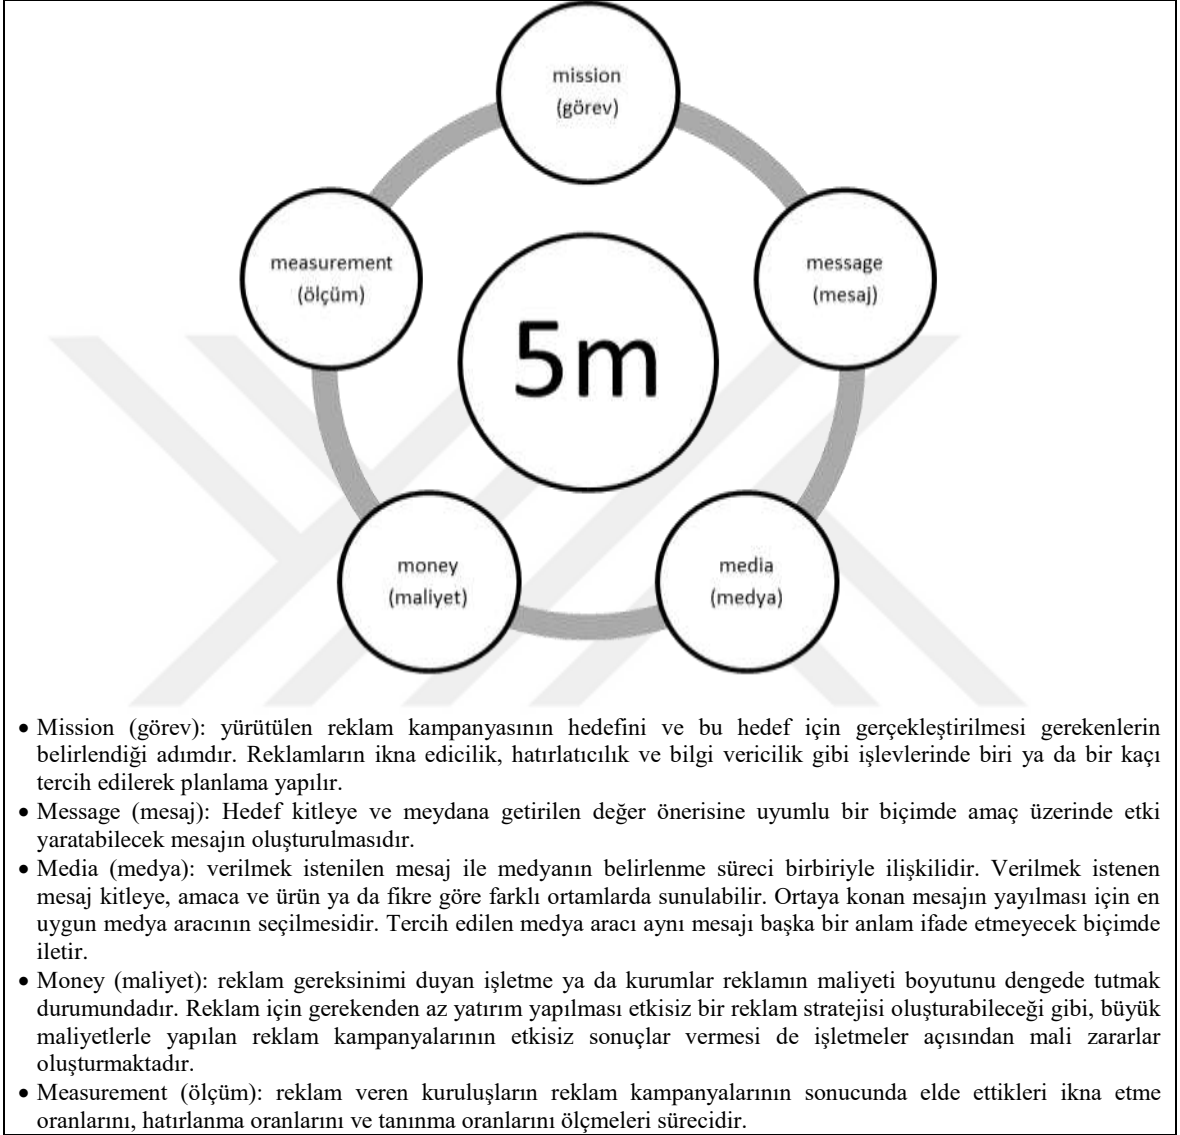 mission
(görev)
measurement
(ölçüm)
message
(mesaj)
5m
money
(maliyet)
media
(medya)
• Mission (görev): yürütülen reklam kampanyasının hedefini ve bu hedef için gerçekleştirilmesi gerekenlerin
belirlendiği adımdır. Reklamların ikna edicilik, hatırlatıcılık ve bilgi vericilik gibi işlevlerinde biri ya da bir kaçı
tercih edilerek planlama yapılır.
• Message (mesaj): Hedef kitleye ve meydana getirilen değer önerisine uyumlu bir biçimde amaç üzerinde etki
yaratabilecek mesajın oluşturulmasıdır.
• Media (medya): verilmek istenilen mesaj ile medyanın belirlenme süreci birbiriyle ilişkilidir. Verilmek istenen
mesaj kitleye, amaca ve ürün ya da fikre göre farklı ortamlarda sunulabilir. Ortaya konan mesajın yayılması için en
uygun medya aracının seçilmesidir. Tercih edilen medya aracı aynı mesajı başka bir anlam ifade etmeyecek biçimde
iletir.
• Money (maliyet): reklam gereksinimi duyan işletme ya da kurumlar reklamın maliyeti boyutunu dengede tutmak
durumundadır. Reklam için gerekenden az yatırım yapılması etkisiz bir reklam stratejisi oluşturabileceği gibi, büyük
maliyetlerle yapılan reklam kampanyalarının etkisiz sonuçlar vermesi de işletmeler açısından mali zararlar
oluşturmaktadır.
• Measurement (ölçüm): reklam veren kuruluşların reklam kampanyalarının sonucunda elde ettikleri ikna etme
oranlarını, hatırlanma oranlarını ve tanınma oranlarını ölçmeleri sürecidir.